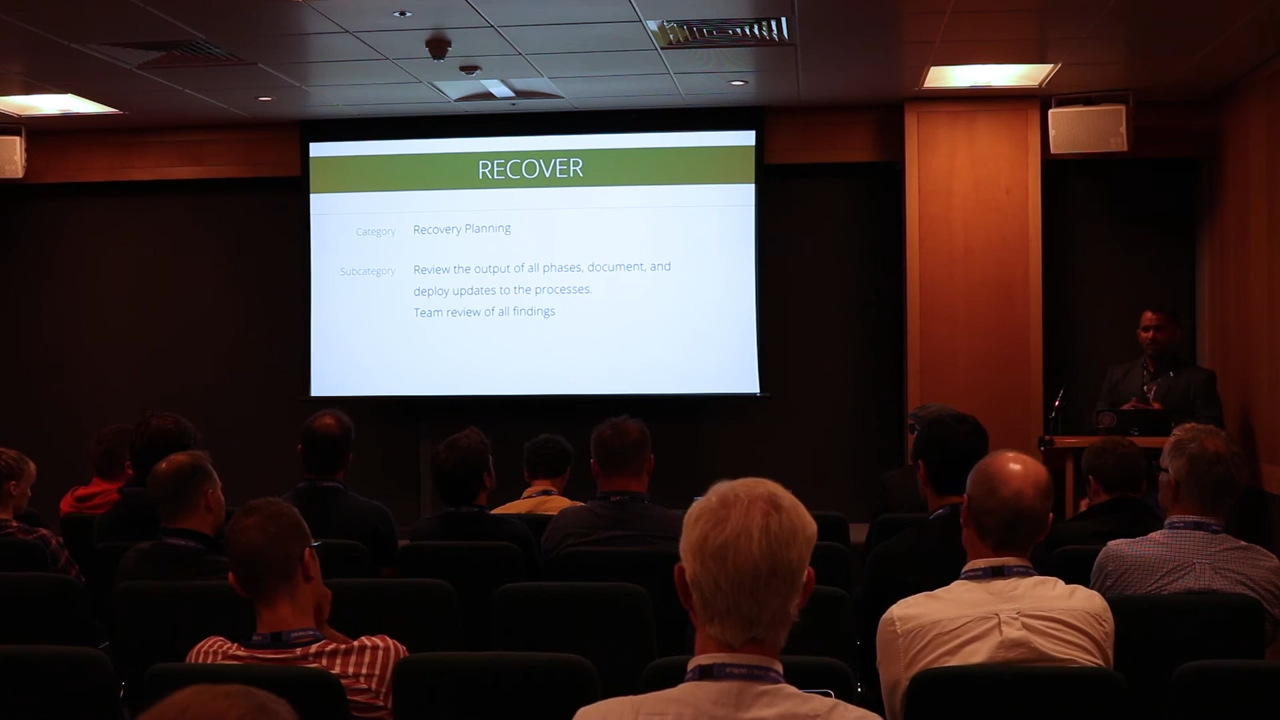 RECOVER
Category Recovery Planning
Subcategory Review the output of all phases, document, and
deploy updates to the processes.
Team review of all findings